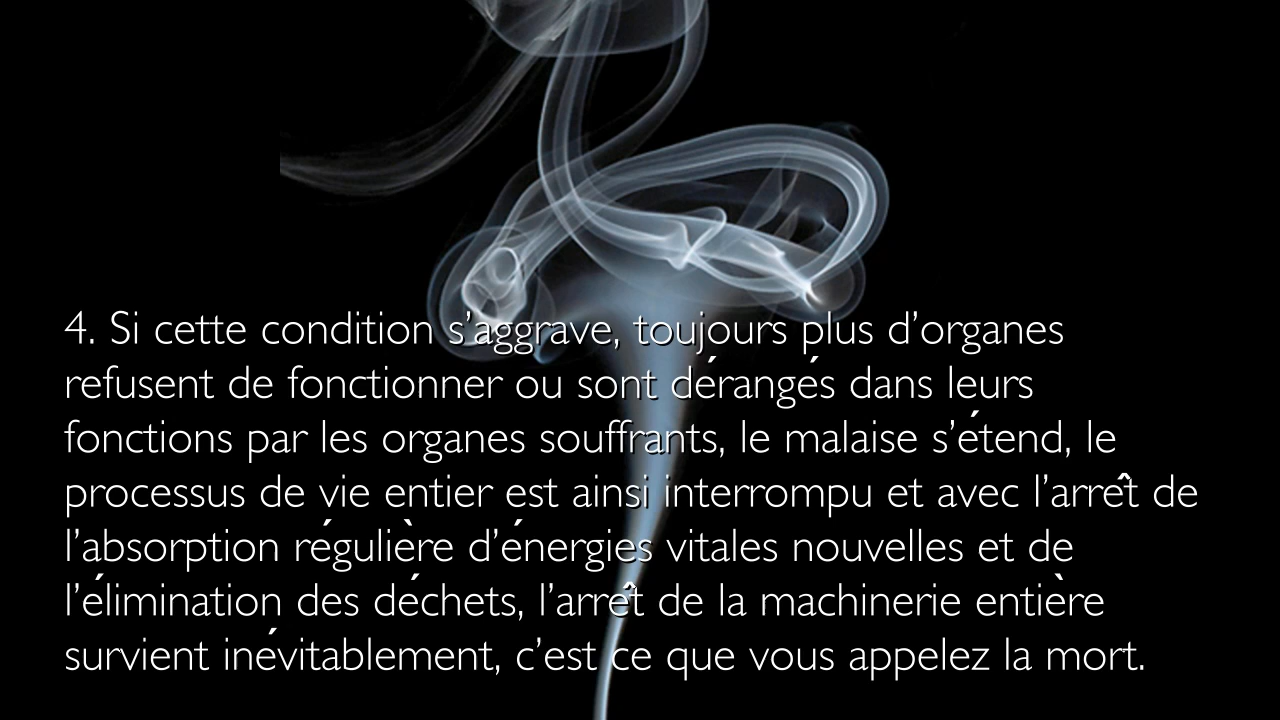 4. Si cette condition s’aggrave, toujours plus d’organes
refusent de fonctionner ou sont dérangés dans leurs
fonctions par les organes souffrants, le malaise s’étend, le
processus de vie entier est ainsi interrompu et avec l’arrêt de
l’absorption régulière d’énergies vitales nouvelles et de
l’élimination des déchets, l’arrêt de la machinerie entière
survient inévitablement, c’est ce que vous appelez la mort.